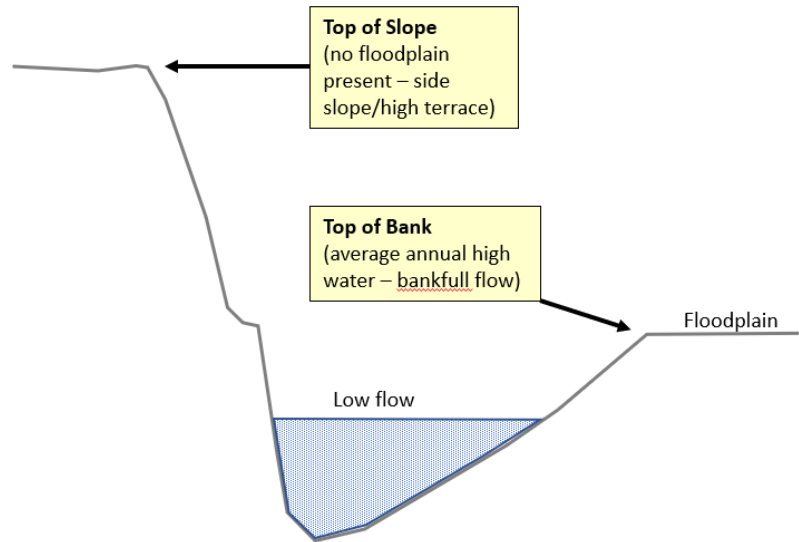 Top of Slope
(no floodplain
present – side
slope/high terrace)
Top of Bank
(average annual high
water – bankfull flow)
Floodplain
Low flow